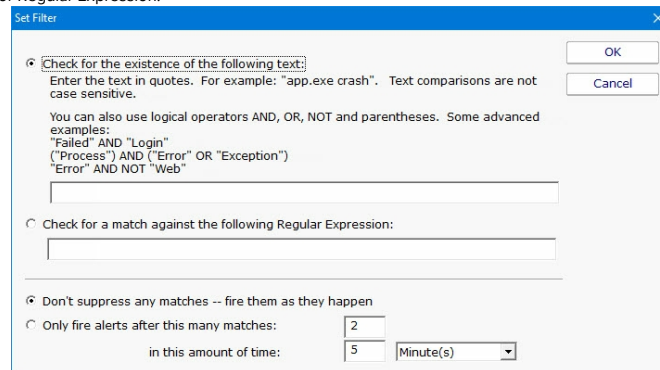 or Regular Expression.
Set Filter
OK
Check for the existence of the following text:
Enter the text in quotes. For example: "app.exe crash". Text comparisons are not
case sensitive.
Cancel
You can also use logical operators AND, OR, NOT and parentheses. Some advanced
examples:
"Failed" AND "Login"
("Process") AND ("Error" OR "Exception")
"Error" AND NOT "Web"
Check for a match against the following Regular Expression:
Don't suppress any matches -- fire them as they happen
Only fire alerts after this many matches: 2
in this amount of time: 5 Minute(s)